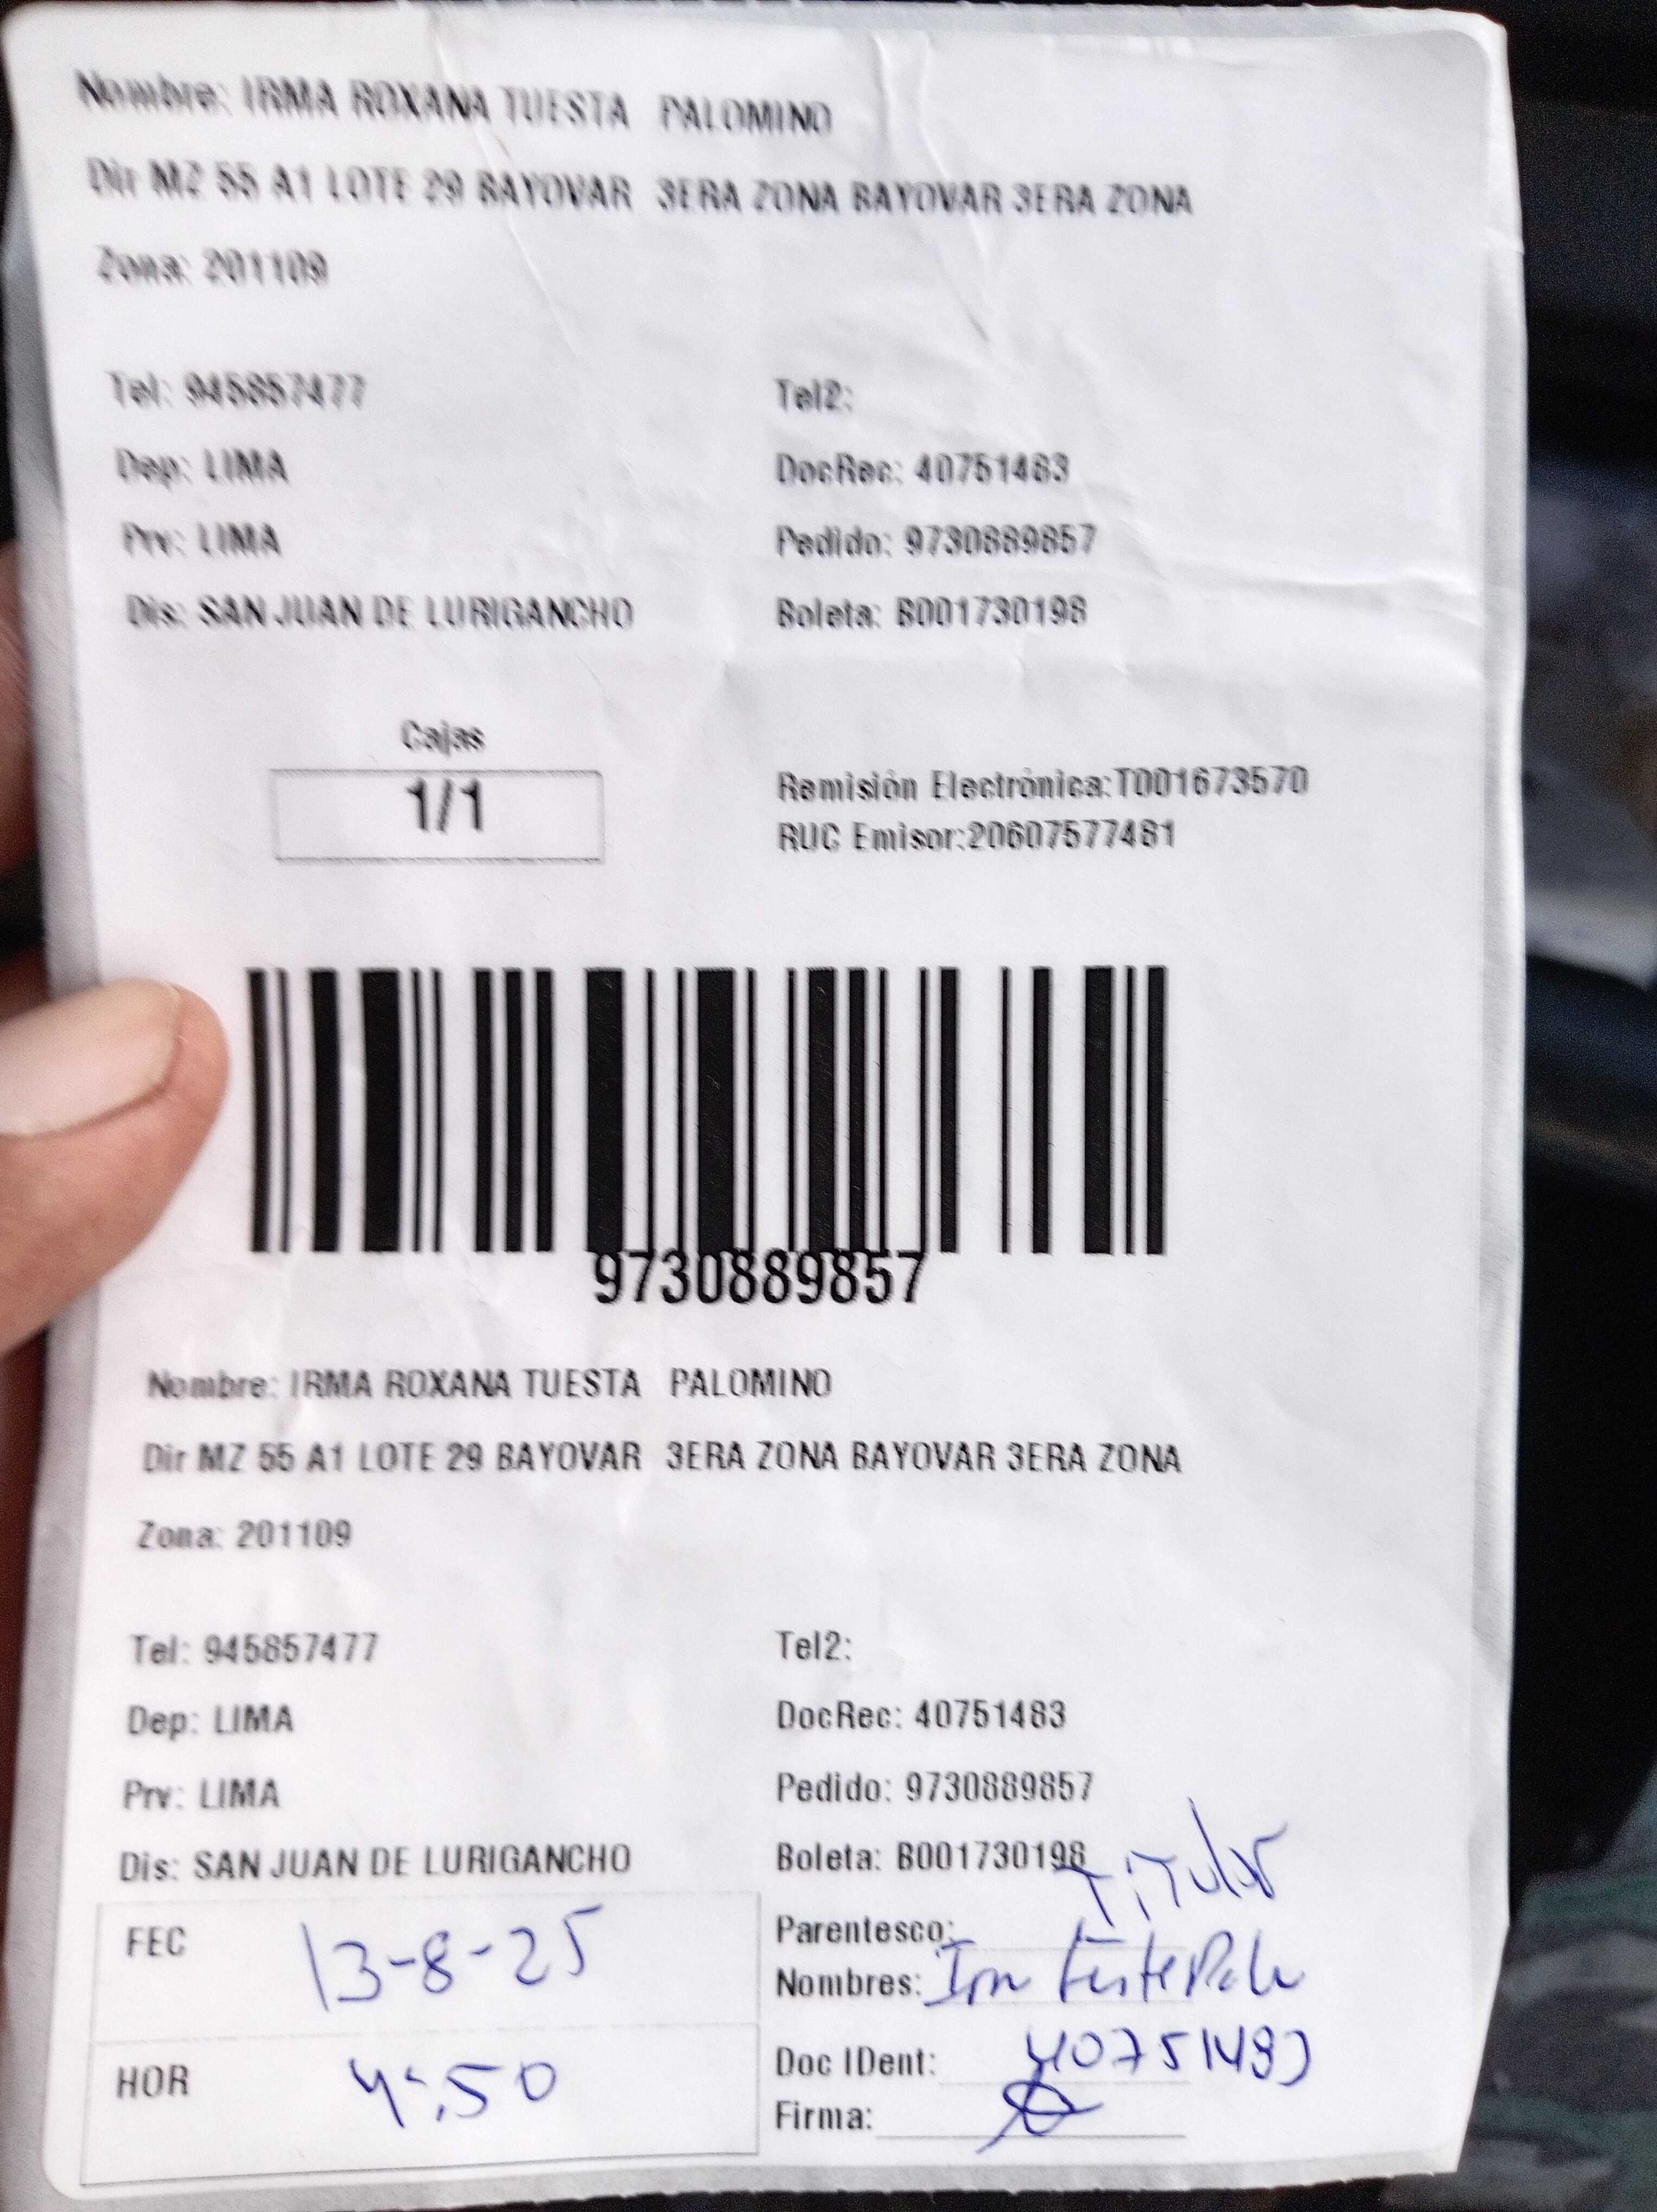 Nombre: IRMA ROXANA TUESTA PALOMINO
Dir MZ 55 A1 LOTE 29 BAYOVAR 3ERA ZONA BAYOVAR 3ERA ZONA
Zona: 201109
Tel: 945857477 Tel2:
Dep: LIMA DocRec: 40751483
Prv: LIMA Pedido: 9730889857
Dis: SAN JUAN DE LURIGANCHO Boleta: B001730198
Cajas
1/1
Remisión Electrónica:T001673570
RUC Emisor:20607577481
9730889857
Nombre: IRMA ROXANA TUESTA PALOMINO
Dir MZ 55 A1 LOTE 29 BAYOVAR 3ERA ZONA BAYOVAR 3ERA ZONA
Zona: 201109
Tel: 945857477 Tel2:
Dep: LIMA DocRec: 40751483
Prv: LIMA Pedido: 9730889857
Dis: SAN JUAN DE LURIGANCHO Boleta: B001730198
FEC 13-8-25
Parentesco: Titular
Nombres:
HOR 4:50
Doc IDent: 40751483
Firma: